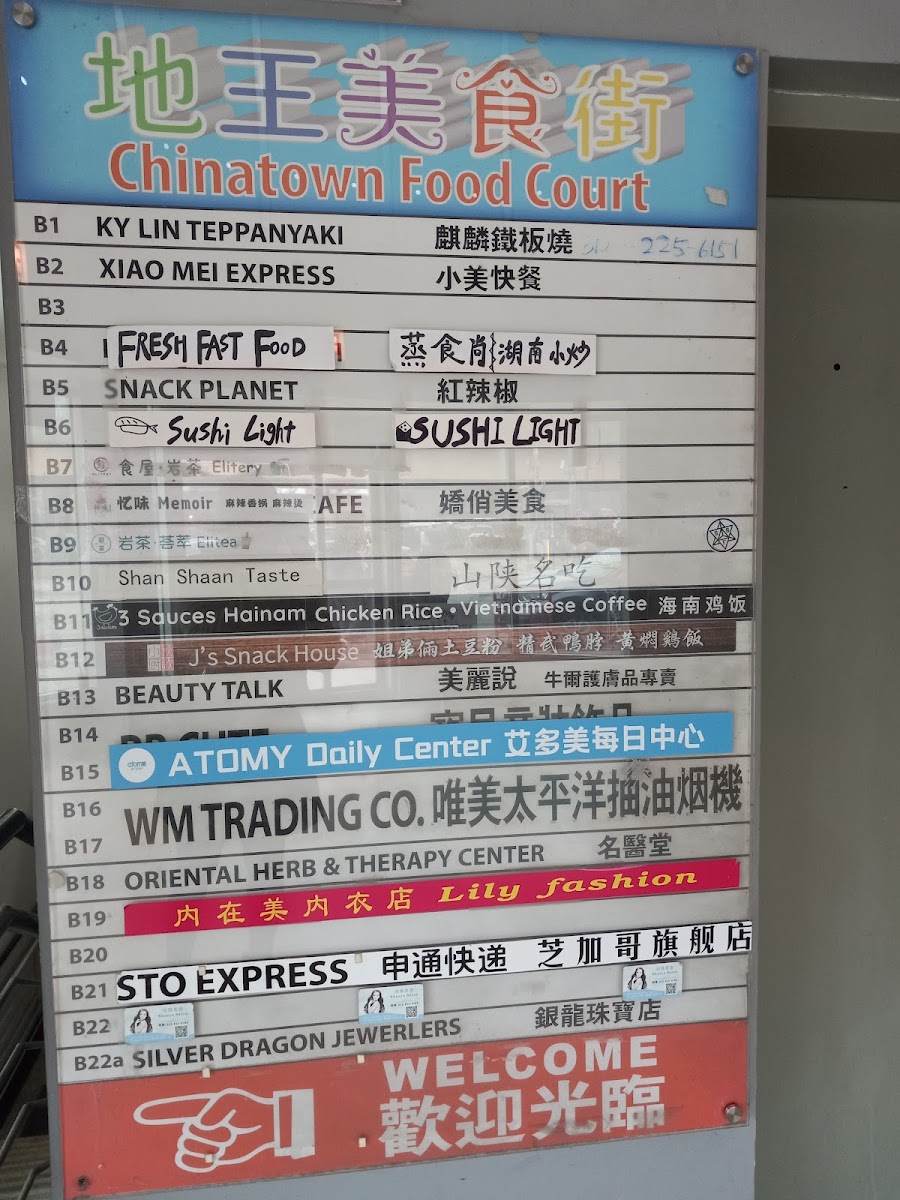 地王美食街
Chinatown Food Court
B1 KY LIN TEPPANYAKI 麒麟鐵板燒 225-6151
B2 XIAO MEI EXPRESS 小美快餐
B3
B4 FRESH FAST FOOD 蒸食尚 湖南小炒
B5 SNACK PLANET 紅辣椒
B6 Sushi Light SUSHI LIGHT
B7 食屋·岩茶 Elitery
B8 忆味 Memoir 麻辣香锅 麻辣烫 CAFE 嬌俏美食
B9 岩茶·荟萃 Elitea
B10 Shan Shaan Taste 山陕名吃
B11 3 Sauces Hainam Chicken Rice • Vietnamese Coffee 海南鸡饭
B12 J's Snack House 姐弟倆土豆粉 精武鴨脖 黄燜鷄飯
B13 BEAUTY TALK 美麗說 牛爾護膚品專賣
B14
B15 atomy ATOMY Daily Center 艾多美每日中心
B16
WM TRADING CO. 唯美太平洋抽油烟機
B17
B18 ORIENTAL HERB & THERAPY CENTER 名醫堂
B19 内在美内衣店 Lily fashion
B20
B21 STO EXPRESS 申通快递 芝加哥旗舰店
B22
B22a SILVER DRAGON JEWERLERS 銀龍珠寶店
WELCOME
歡迎光臨